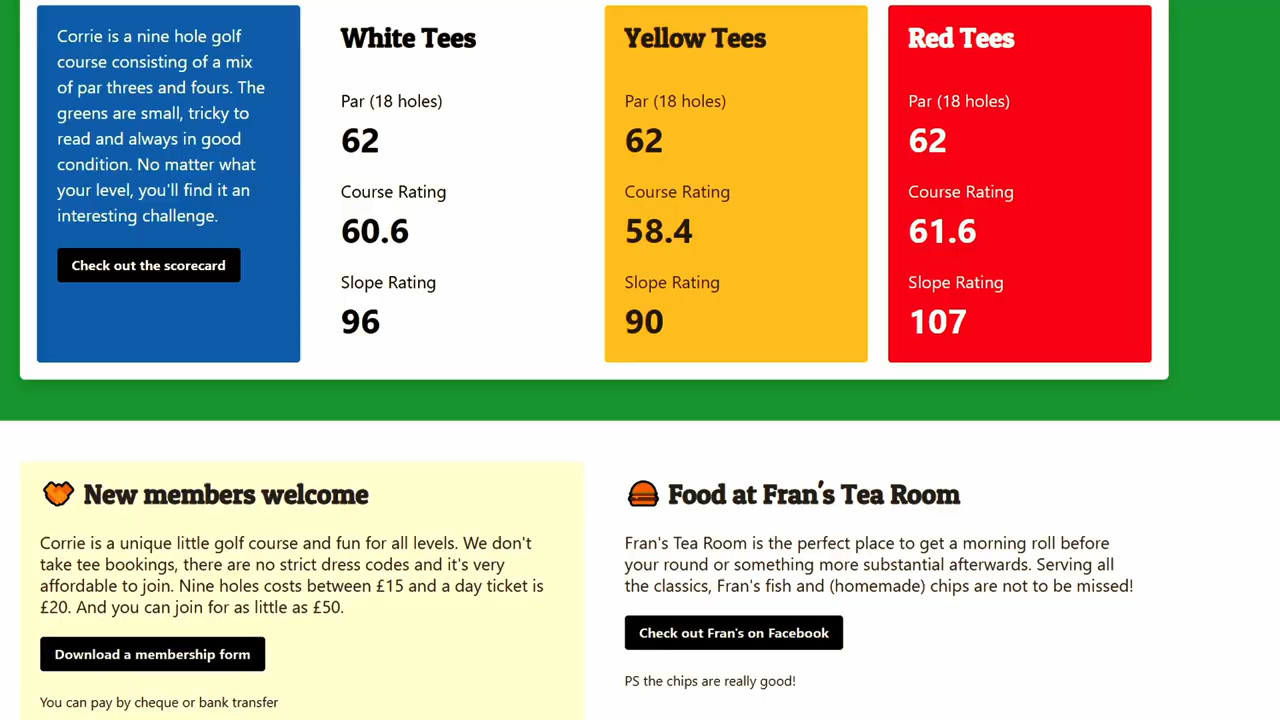 Corrie is a nine hole golf
course consisting of a mix
of par threes and fours. The
greens are small, tricky to
read and always in good
condition. No matter what
your level, you'll find it an
interesting challenge.
Check out the scorecard
White Tees
Par (18 holes)
62
Course Rating
60.6
Slope Rating
96
Yellow Tees
Par (18 holes)
62
Course Rating
58.4
Slope Rating
90
Red Tees
Par (18 holes)
62
Course Rating
61.6
Slope Rating
107
New members welcome
Corrie is a unique little golf course and fun for all levels. We don't
take tee bookings, there are no strict dress codes and it's very
affordable to join. Nine holes costs between £15 and a day ticket is
£20. And you can join for as little as £50.
Download a membership form
You can pay by cheque or bank transfer
Food at Fran's Tea Room
Fran's Tea Room is the perfect place to get a morning roll before
your round or something more substantial afterwards. Serving all
the classics, Fran's fish and (homemade) chips are not to be missed!
Check out Fran's on Facebook
PS the chips are really good!